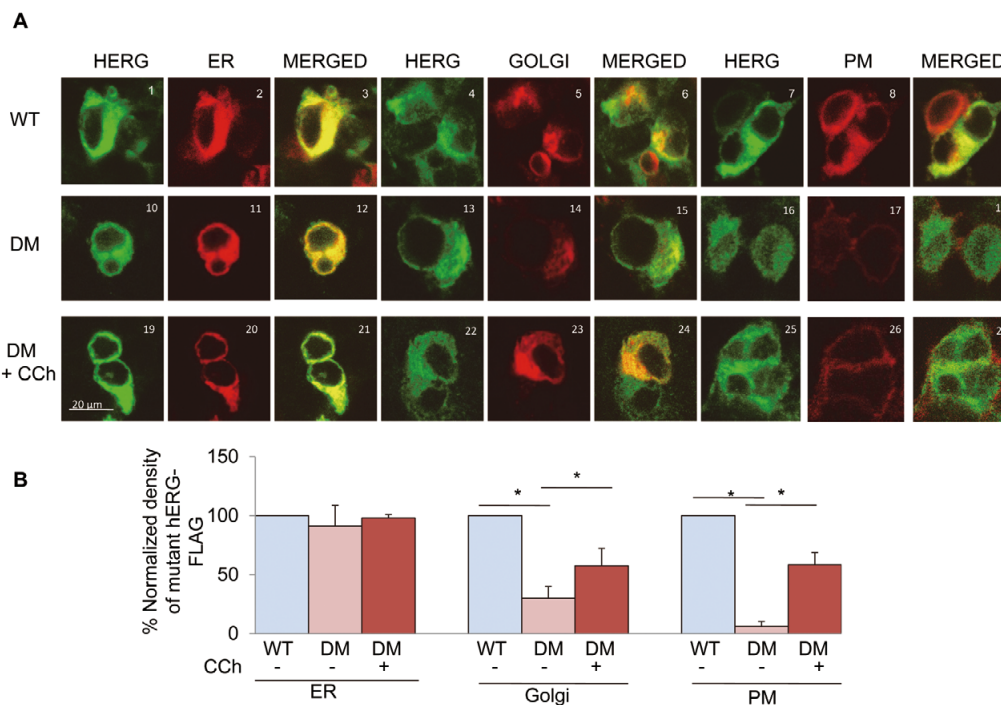 A
HERG ER MERGED HERG GOLGI MERGED HERG PM MERGED
WT
1 2 3 4 5 6 7 8
DM
10 11 12 13 14 15 16 17
DM
+ CCh
19 20 21 22 23 24 25 26
20 µm
B
% Normalized density
of mutant hERG-
FLAG
150
100
50
0
* * * *
WT DM DM WT DM DM WT DM DM
CCh - - + - - + - - +
ER Golgi PM